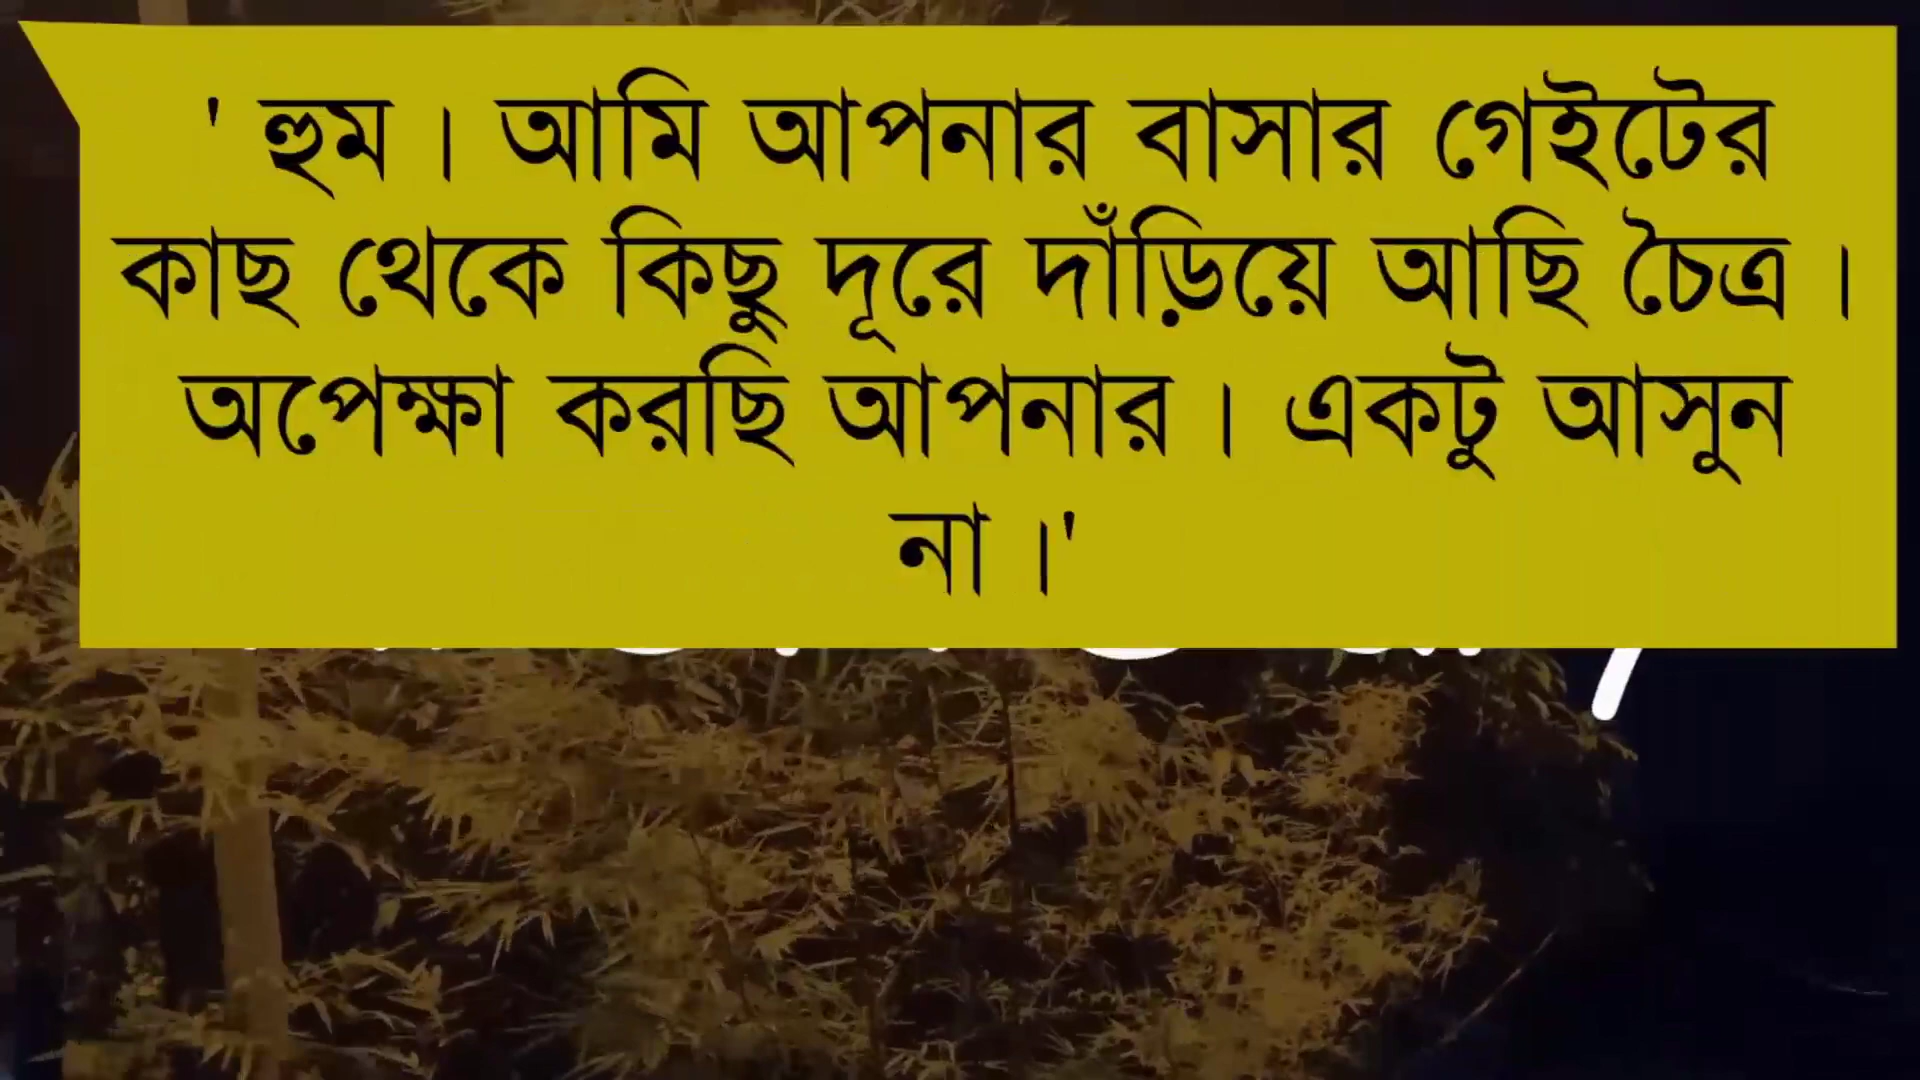 ' হুম । আমি আপনার বাসার গেইটের
কাছ থেকে কিছু দূরে দাঁড়িয়ে আছি চৈত্র ।
অপেক্ষা করছি আপনার । একটু আসুন
না ।'